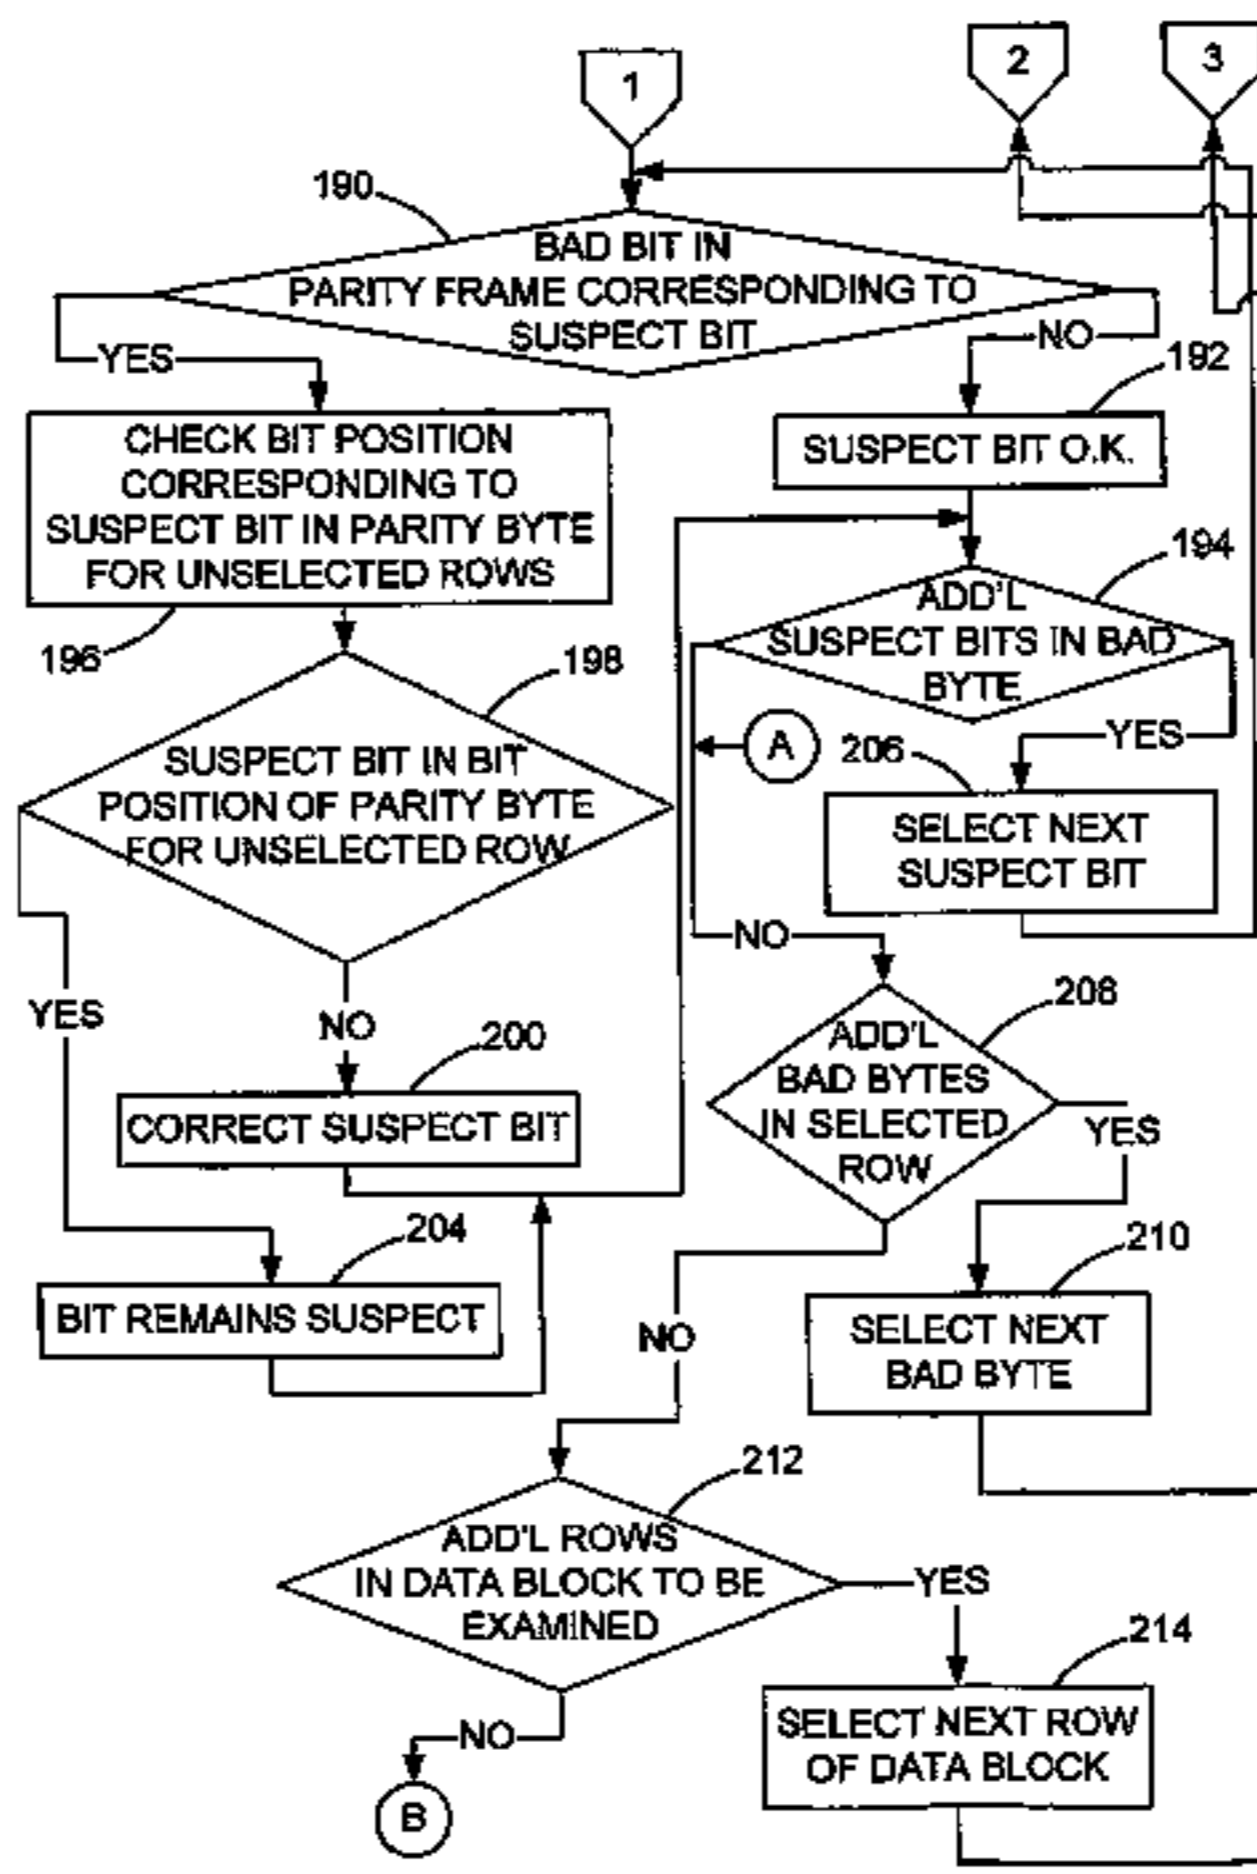 1
2
3
190
BAD BIT IN
PARITY FRAME CORRESPONDING TO
SUSPECT BIT
YES
NO
192
CHECK BIT POSITION
CORRESPONDING TO
SUSPECT BIT IN PARITY BYTE
FOR UNSELECTED ROWS
SUSPECT BIT O.K.
194
196
198
ADD'L
SUSPECT BITS IN BAD
BYTE
A
206
YES
SUSPECT BIT IN BIT
POSITION OF PARITY BYTE
FOR UNSELECTED ROW
SELECT NEXT
SUSPECT BIT
NO
YES
NO
200
208
ADD'L
BAD BYTES
IN SELECTED
ROW
YES
CORRECT SUSPECT BIT
204
210
BIT REMAINS SUSPECT
NO
SELECT NEXT
BAD BYTE
212
ADD'L ROWS
IN DATA BLOCK TO BE
EXAMINED
YES
214
NO
SELECT NEXT ROW
OF DATA BLOCK
B